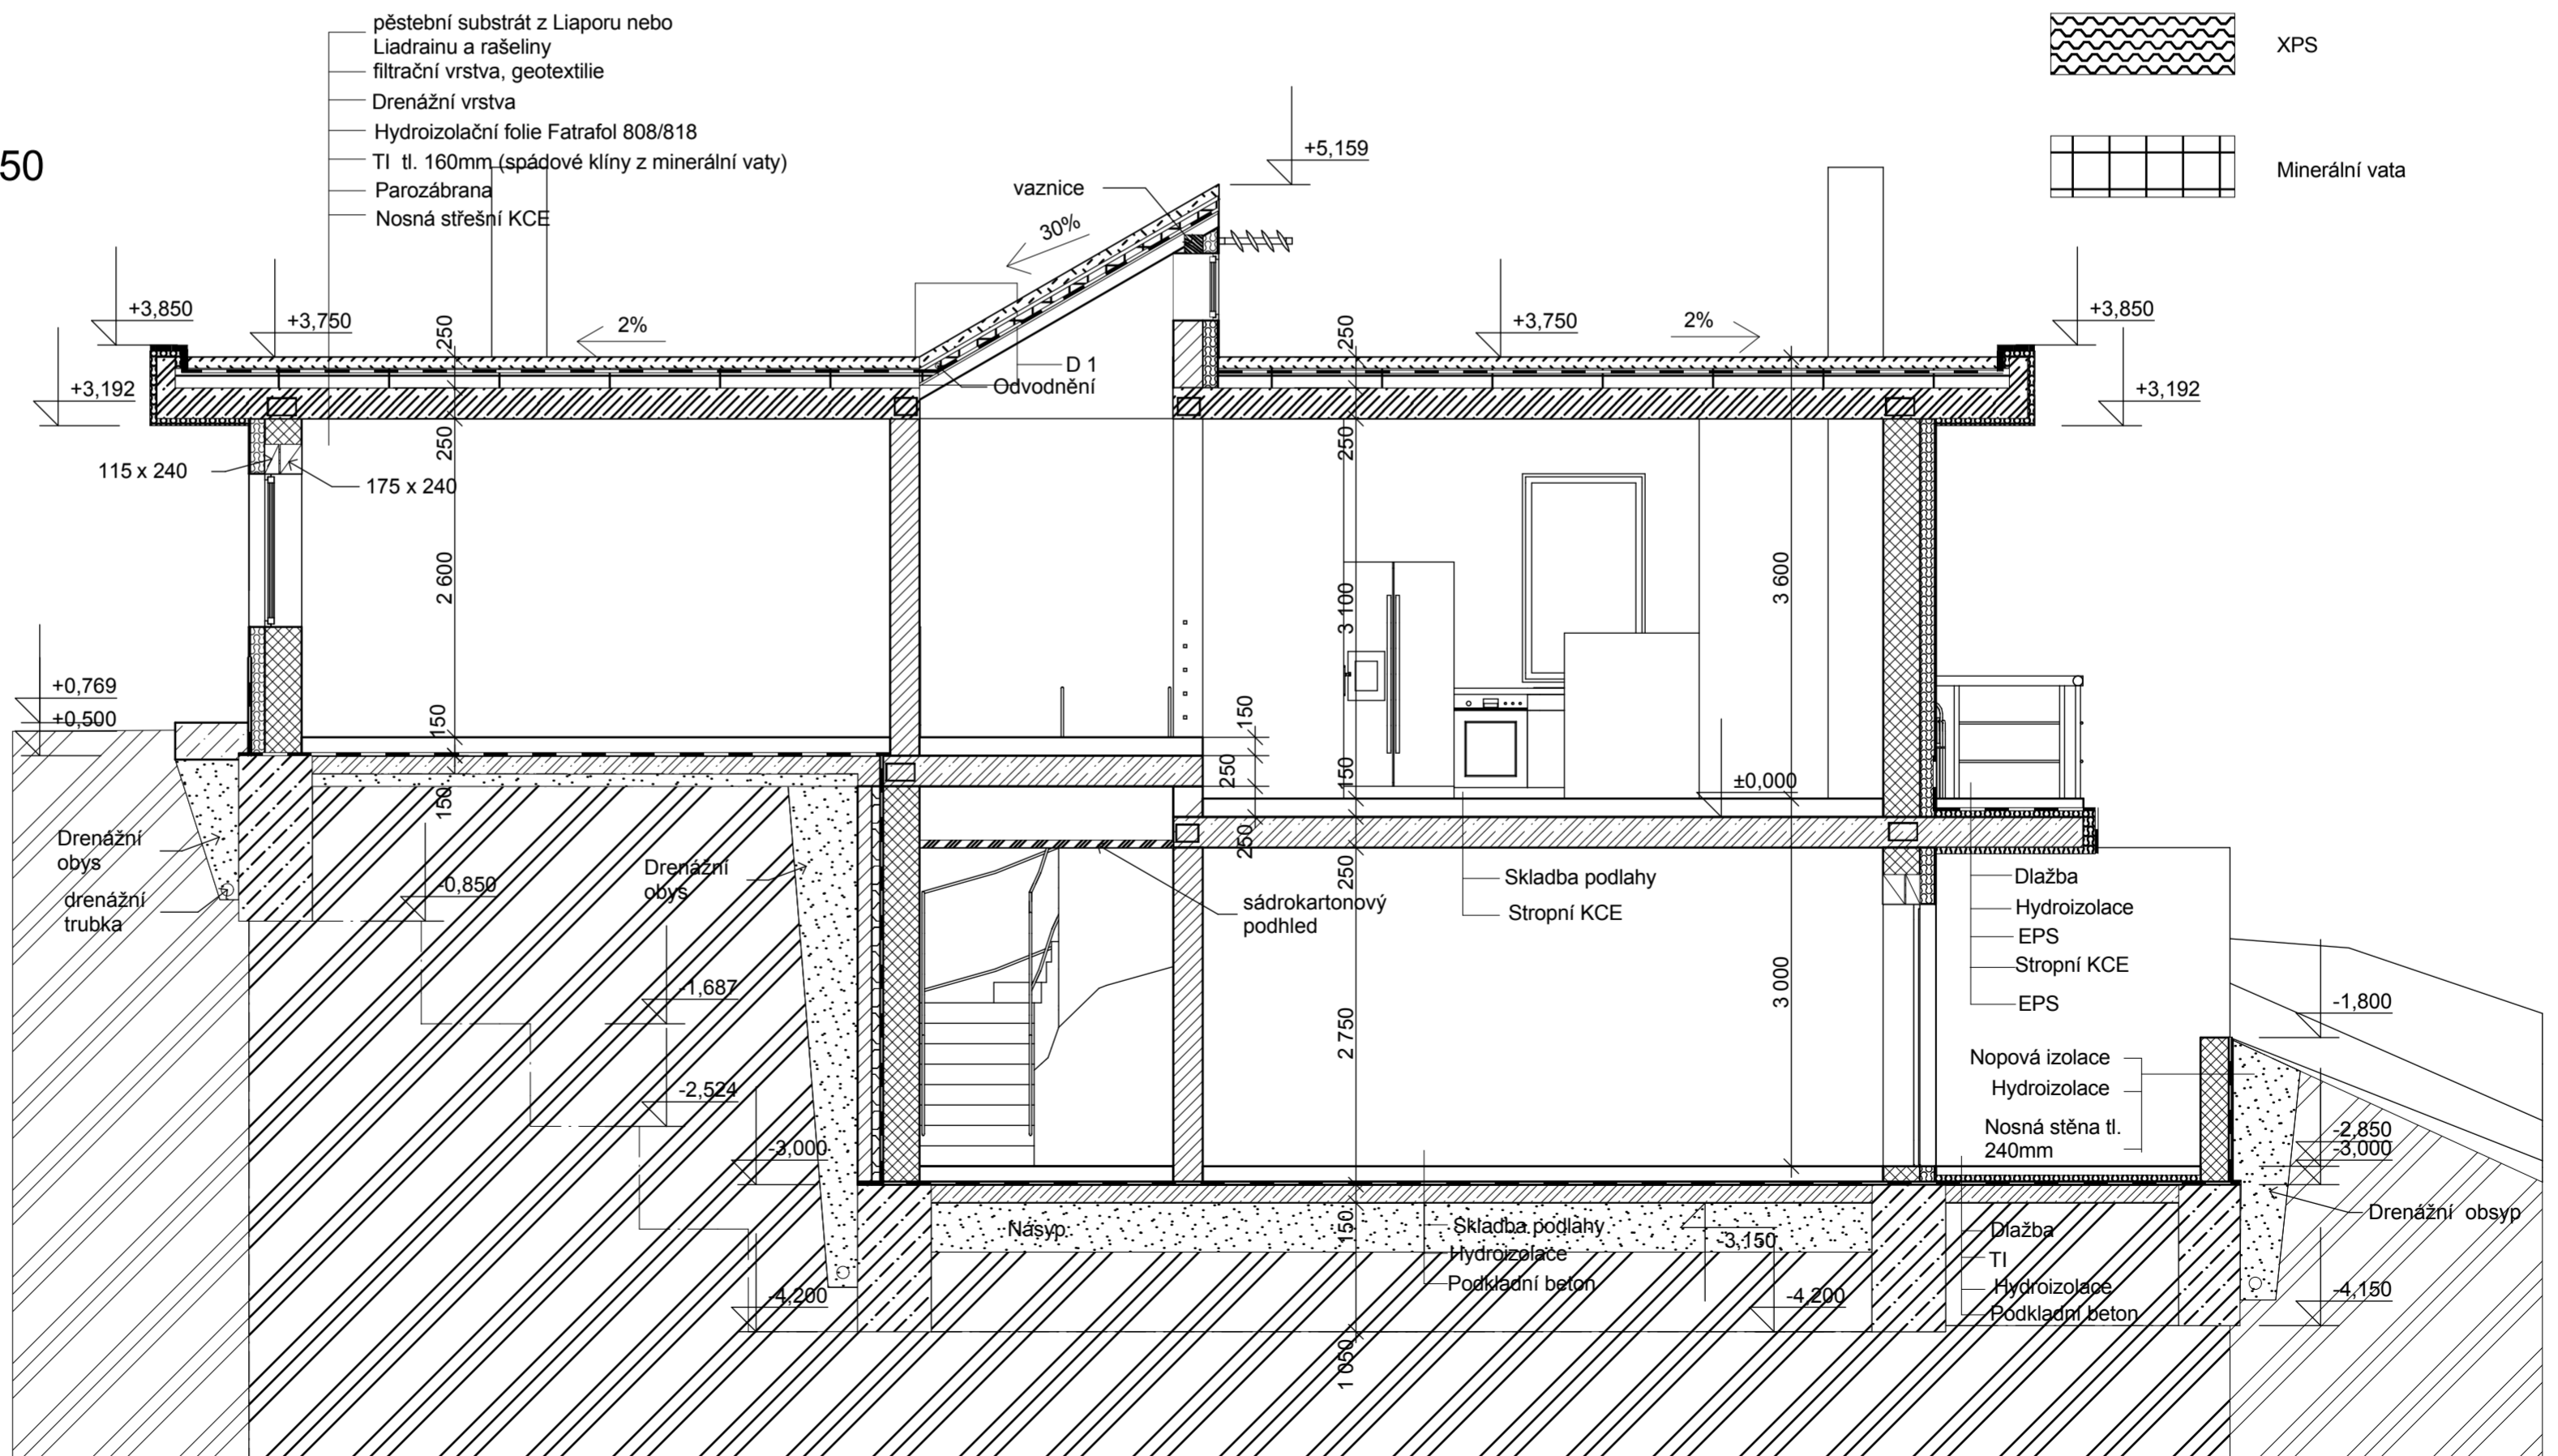 pěstební substrát z Liaporu nebo
Liadrainu a rašeliny
filtrační vrstva, geotextilie
Drenážní vrstva
Hydroizolační folie Fatrafol 808/818
TI tl. 160mm (spádové klíny z minerální vaty)
Parozábrana
Nosná střešní KCE
50
XPS
Minerální vata
+5,159
vaznice
30%
+3,850
+3,750
250
2%
+3,750
250
2%
+3,850
+3,192
D 1
Odvodnění
+3,192
250
250
115 x 240
175 x 240
2 600
3 100
3 600
+0,769
+0,500
150
150
250
150
±0,000
150
250
250
Drenážní
obys
drenážní
trubka
-0,850
Drenážní
obys
sádrokartonový
podhled
Skladba podlahy
Stropní KCE
Dlažba
Hydroizolace
EPS
Stropní KCE
EPS
-1,687
2 750
3 000
-1,800
-2,524
Nopová izolace
Hydroizolace
Nosná stěna tl.
240mm
-2,850
-3,000
-3,000
Násyp
150
Skladba podlahy
Hydroizolace
Podkladní beton
-3,150
Dlažba
TI
Hydroizolace
Podkladní beton
Drenážní obsyp
-4,200
-4,200
-4,150
1 050